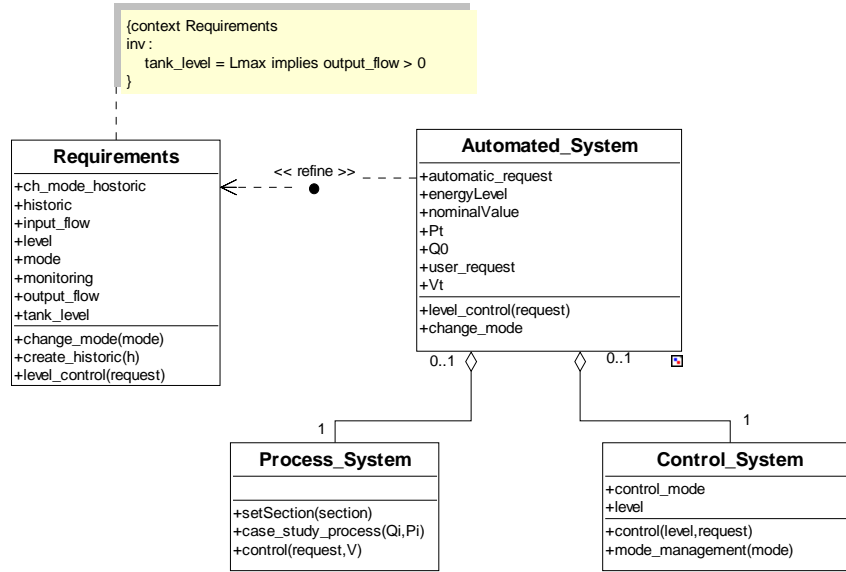 {context Requirements
inv :
tank_level = Lmax implies output_flow > 0
}
Requirements
+ch_mode_hostoric
+historic
+input_flow
+level
+mode
+monitoring
+output_flow
+tank_level
+change_mode(mode)
+create_historic(h)
+level_control(request)
<< refine >>
Automated_System
+automatic_request
+energyLevel
+nominalValue
+Pt
+Q0
+user_request
+Vt
+level_control(request)
+change_mode
0..1
0..1
1
1
Process_System
+setSection(section)
+case_study_process(Qi,Pi)
+control(request,V)
Control_System
+control_mode
+level
+control(level,request)
+mode_management(mode)